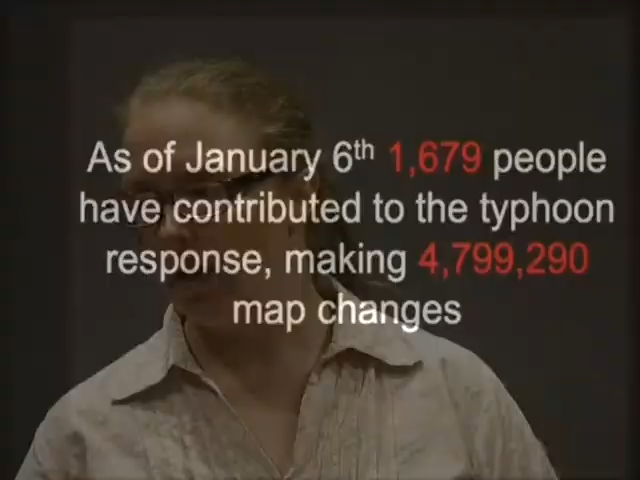 As of January 6th 1,679 people
have contributed to the typhoon
response, making 4,799,290
map changes